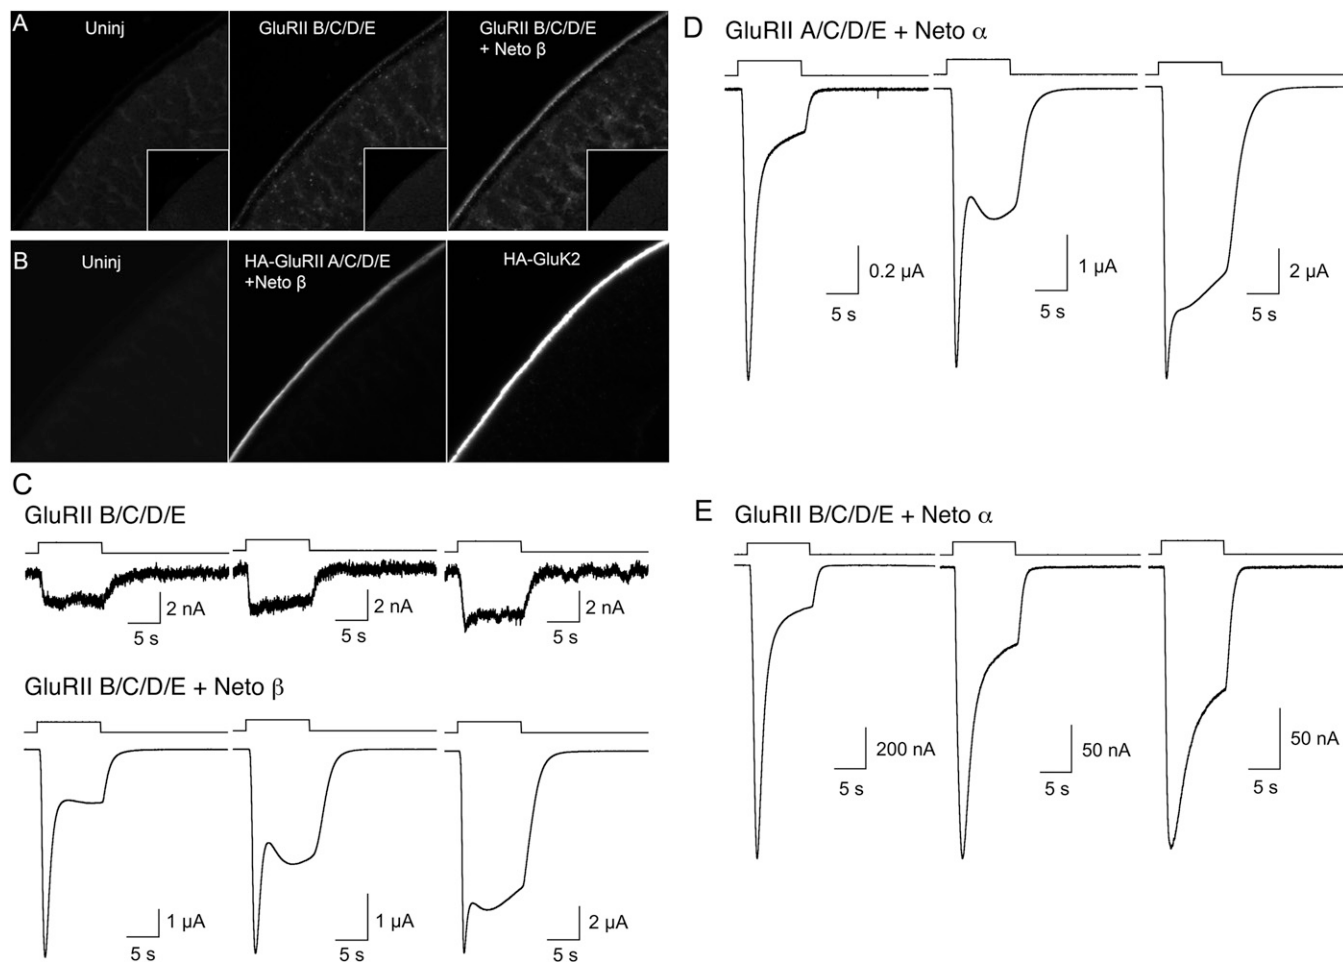 A
Uninj
GluRII B/C/D/E
GluRII B/C/D/E
+ Neto β
B
Uninj
HA-GluRII A/C/D/E
+Neto β
HA-GluK2
C
GluRII B/C/D/E
2 nA
5 s
2 nA
5 s
2 nA
5 s
GluRII B/C/D/E + Neto β
1 μA
5 s
1 μA
5 s
2 μA
5 s
D
GluRII A/C/D/E + Neto α
0.2 μA
5 s
1 μA
5 s
2 μA
5 s
E
GluRII B/C/D/E + Neto α
200 nA
5 s
50 nA
5 s
50 nA
5 s